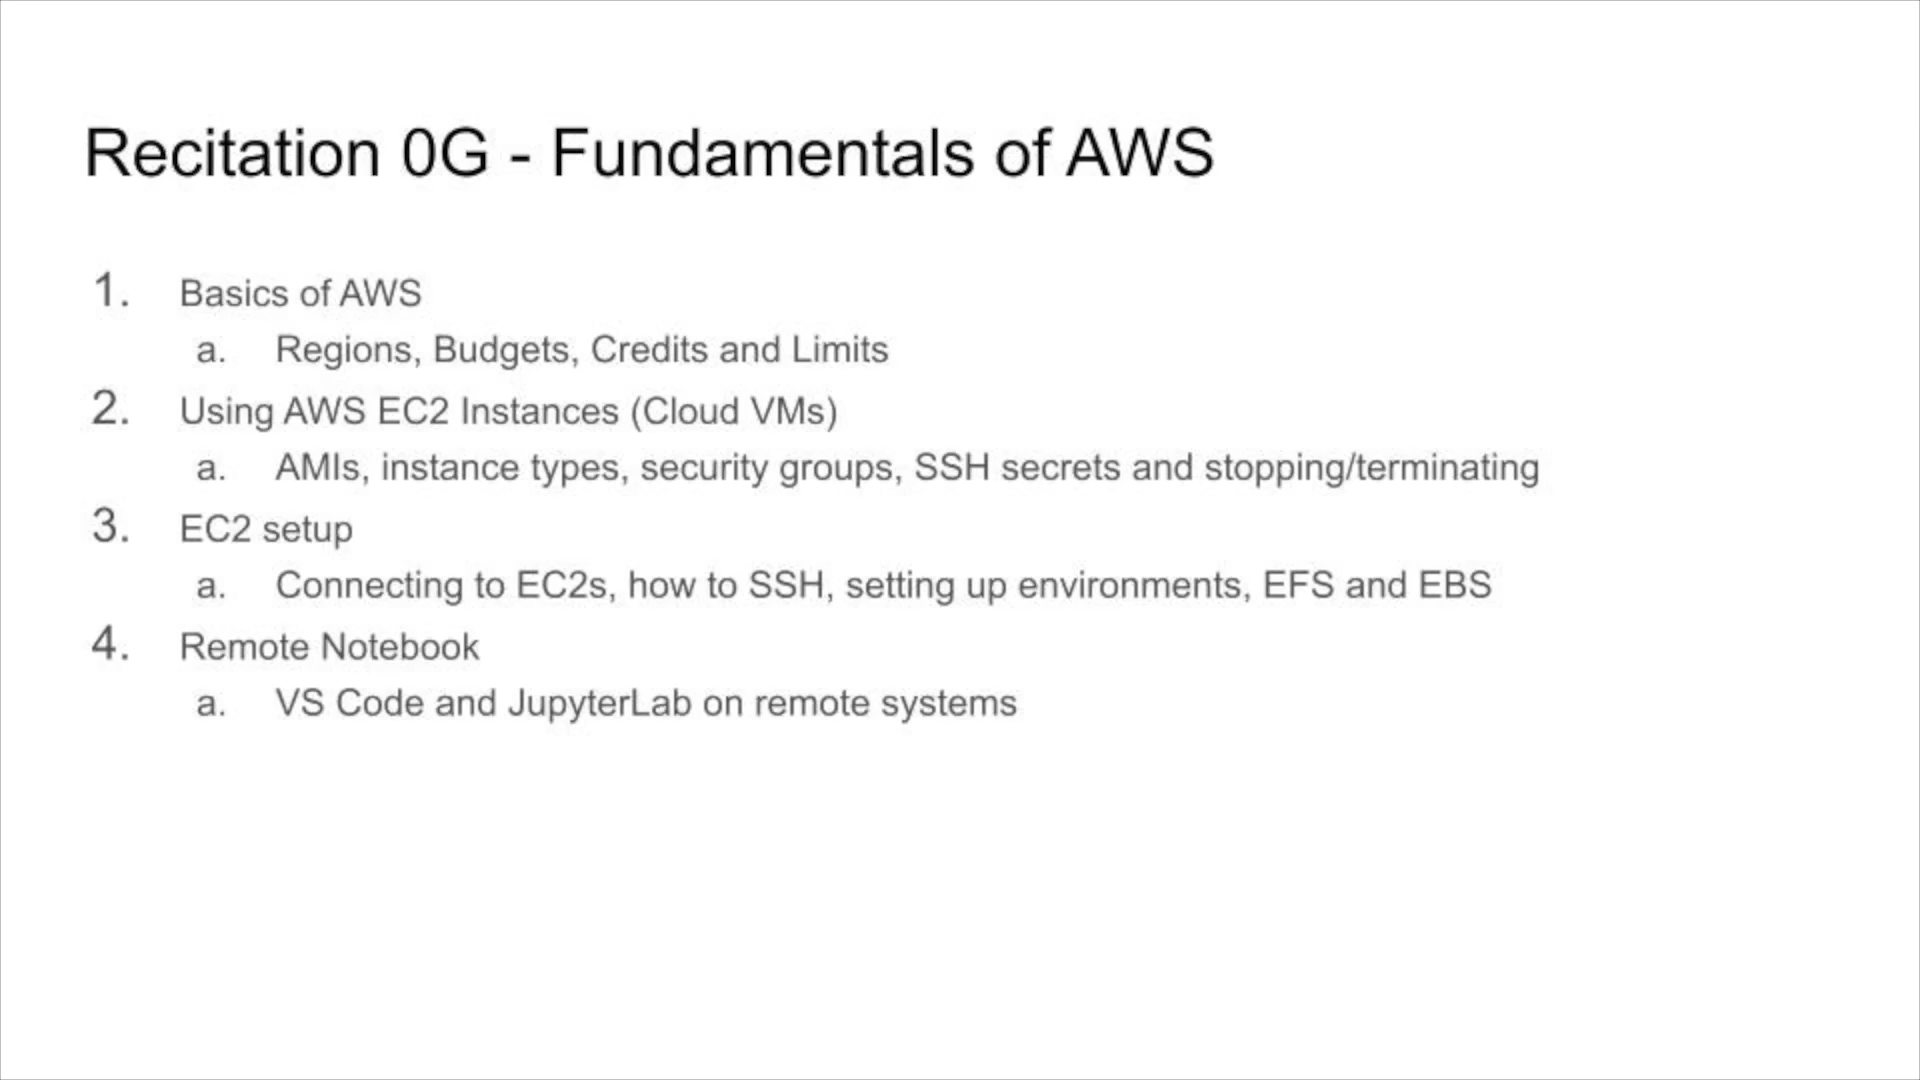 Recitation 0G - Fundamentals of AWS
1. Basics of AWS
a. Regions, Budgets, Credits and Limits
2. Using AWS EC2 Instances (Cloud VMs)
a. AMIs, instance types, security groups, SSH secrets and stopping/terminating
3. EC2 setup
a. Connecting to EC2s, how to SSH, setting up environments, EFS and EBS
4. Remote Notebook
a. VS Code and JupyterLab on remote systems